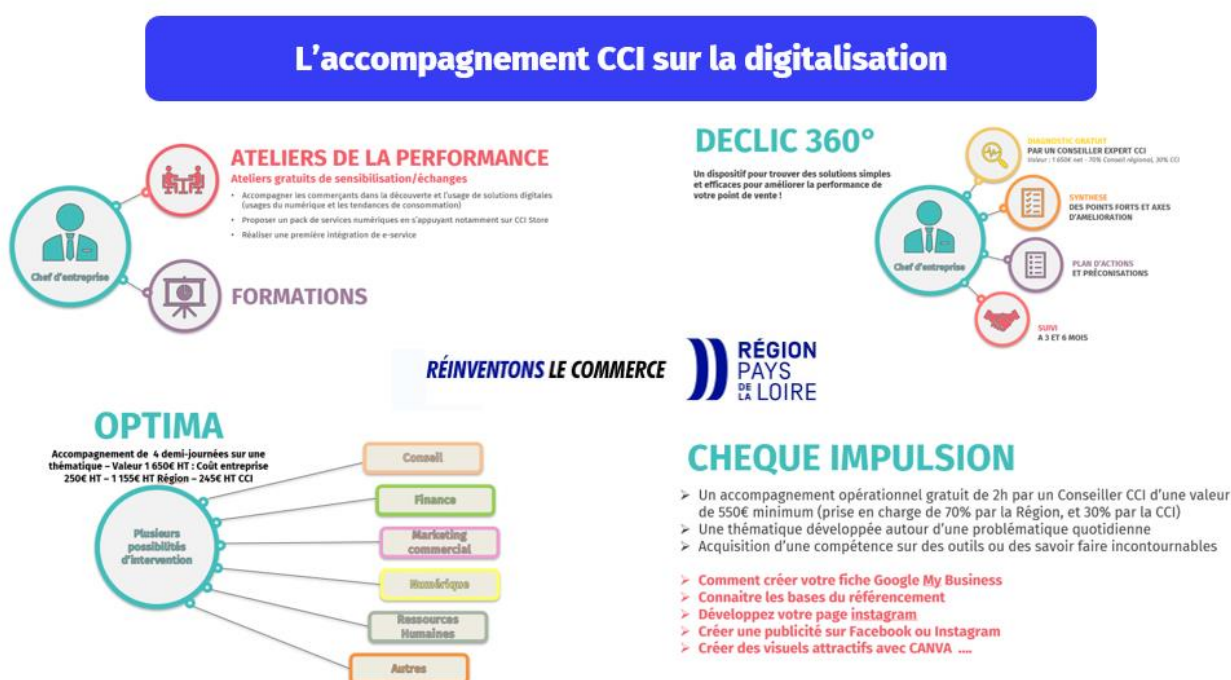 L'accompagnement CCI sur la digitalisation
ATELIERS DE LA PERFORMANCE
Ateliers gratuits de sensibilisation/échanges
• Accompagner les commerçants dans la découverte et l'usage de solutions digitales
(usages du numérique et les tendances de consommation)
• Proposer un pack de services numériques en s'appuyant notamment sur CCI Store
• Réaliser une première intégration de e-service
Chef d'entreprise
FORMATIONS
DECLIC 360°
Un dispositif pour trouver des solutions simples
et efficaces pour améliorer la performance de
votre point de vente !
Chef d'entreprise
DIAGNOSTIC GRATUIT
PAR UN CONSEILLER EXPERT CCI
Valeur : 1 650€ net - 70% Conseil régional, 30% CCI
SYNTHESE
DES POINTS FORTS ET AXES
D'AMELIORATION
PLAN D'ACTIONS
ET PRÉCONISATIONS
SUIVI
A 3 ET 6 MOIS
RÉINVENTONS LE COMMERCE
RÉGION
PAYS
DE LA LOIRE
OPTIMA
Accompagnement de 4 demi-journées sur une
thématique – Valeur 1 650€ HT : Coût entreprise
250€ HT – 1 155€ HT Région – 245€ HT CCI
Plusieurs
possibilités
d'intervention
Conseil
Finance
Marketing
commercial
Numérique
Ressources
Humaines
Autres
CHEQUE IMPULSION
➢ Un accompagnement opérationnel gratuit de 2h par un Conseiller CCI d'une valeur
de 550€ minimum (prise en charge de 70% par la Région, et 30% par la CCI)
➢ Une thématique développée autour d'une problématique quotidienne
➢ Acquisition d'une compétence sur des outils ou des savoir faire incontournables
➢ Comment créer votre fiche Google My Business
➢ Connaitre les bases du référencement
➢ Développez votre page instagram
➢ Créer une publicité sur Facebook ou Instagram
➢ Créer des visuels attractifs avec CANVA ....